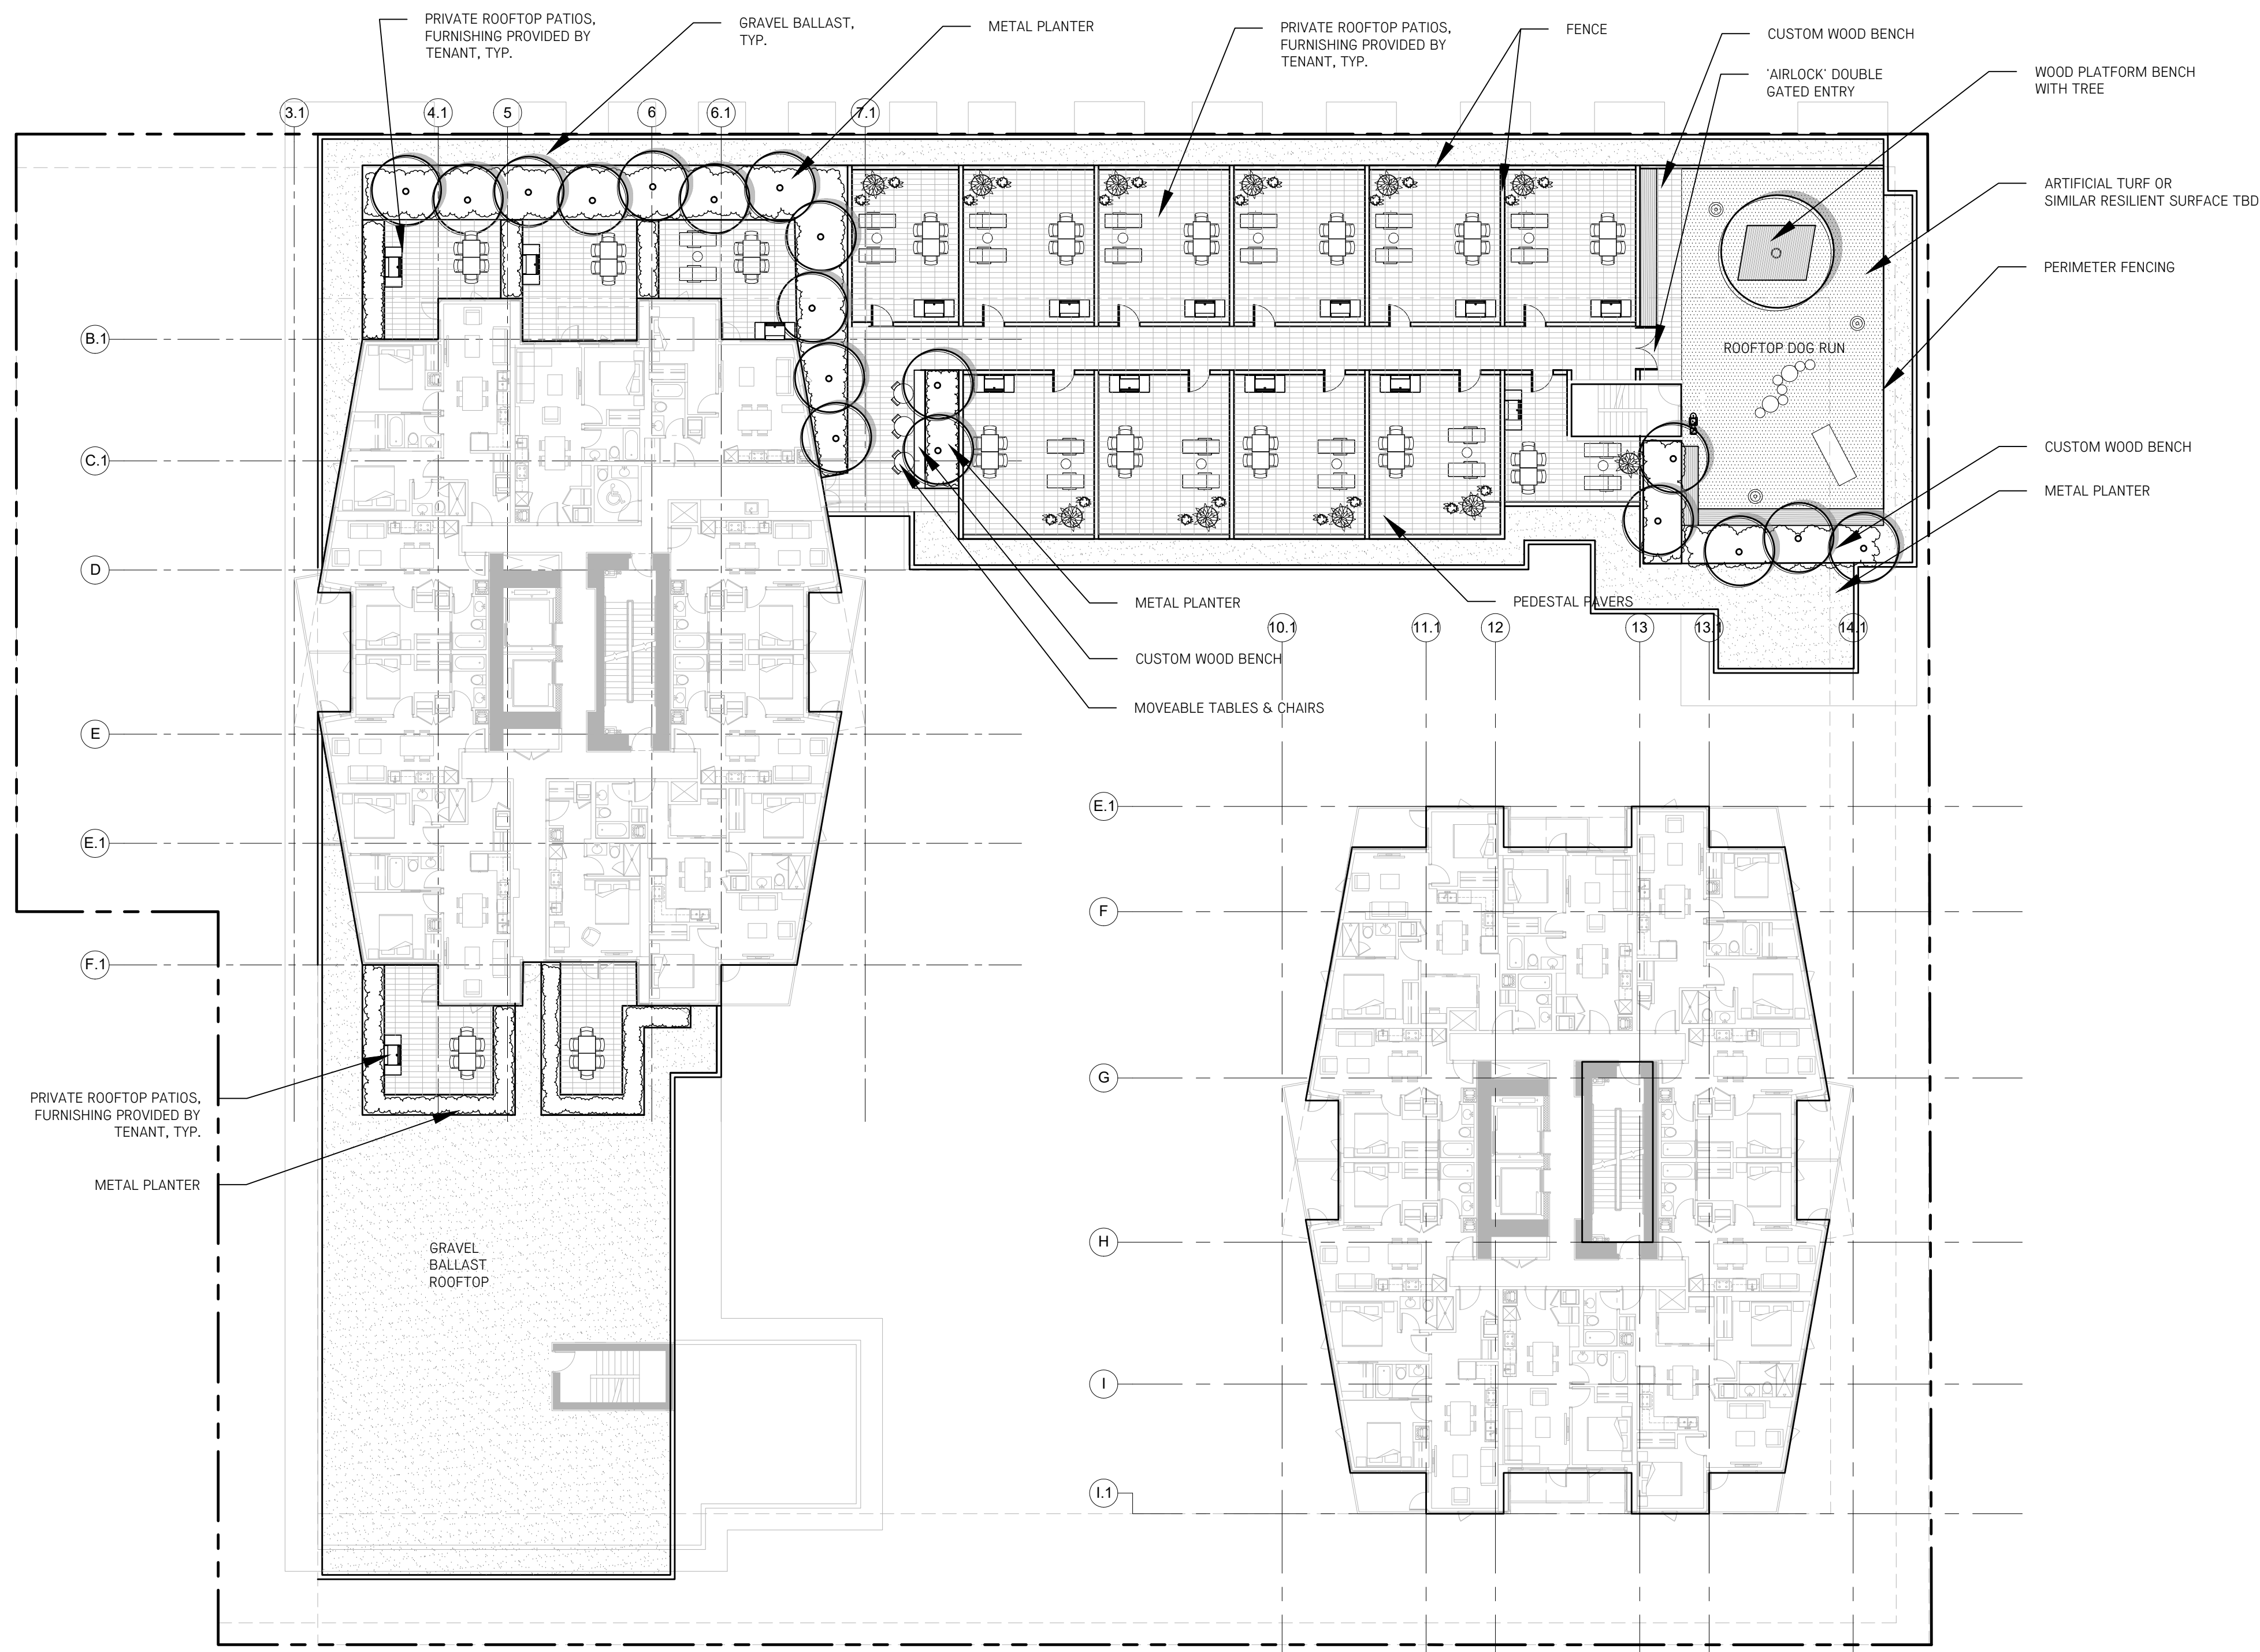 PRIVATE ROOFTOP PATIOS,
FURNISHING PROVIDED BY
TENANT, TYP.
GRAVEL BALLAST,
TYP.
METAL PLANTER
PRIVATE ROOFTOP PATIOS,
FURNISHING PROVIDED BY
TENANT, TYP.
FENCE
CUSTOM WOOD BENCH
'AIRLOCK' DOUBLE
GATED ENTRY
WOOD PLATFORM BENCH
WITH TREE
3.1
4.1
5
6
6.1
7.1
ARTIFICIAL TURF OR
SIMILAR RESILIENT SURFACE TBD
PERIMETER FENCING
B.1
ROOFTOP DOG RUN
C.1
CUSTOM WOOD BENCH
METAL PLANTER
D
METAL PLANTER
PEDESTAL PAVERS
10.1
11.1
12
13
13.1
14.1
CUSTOM WOOD BENCH
MOVEABLE TABLES & CHAIRS
E
E.1
E.1
F
F.1
G
PRIVATE ROOFTOP PATIOS,
FURNISHING PROVIDED BY
TENANT, TYP.
METAL PLANTER
H
GRAVEL
BALLAST
ROOFTOP
I
I.1